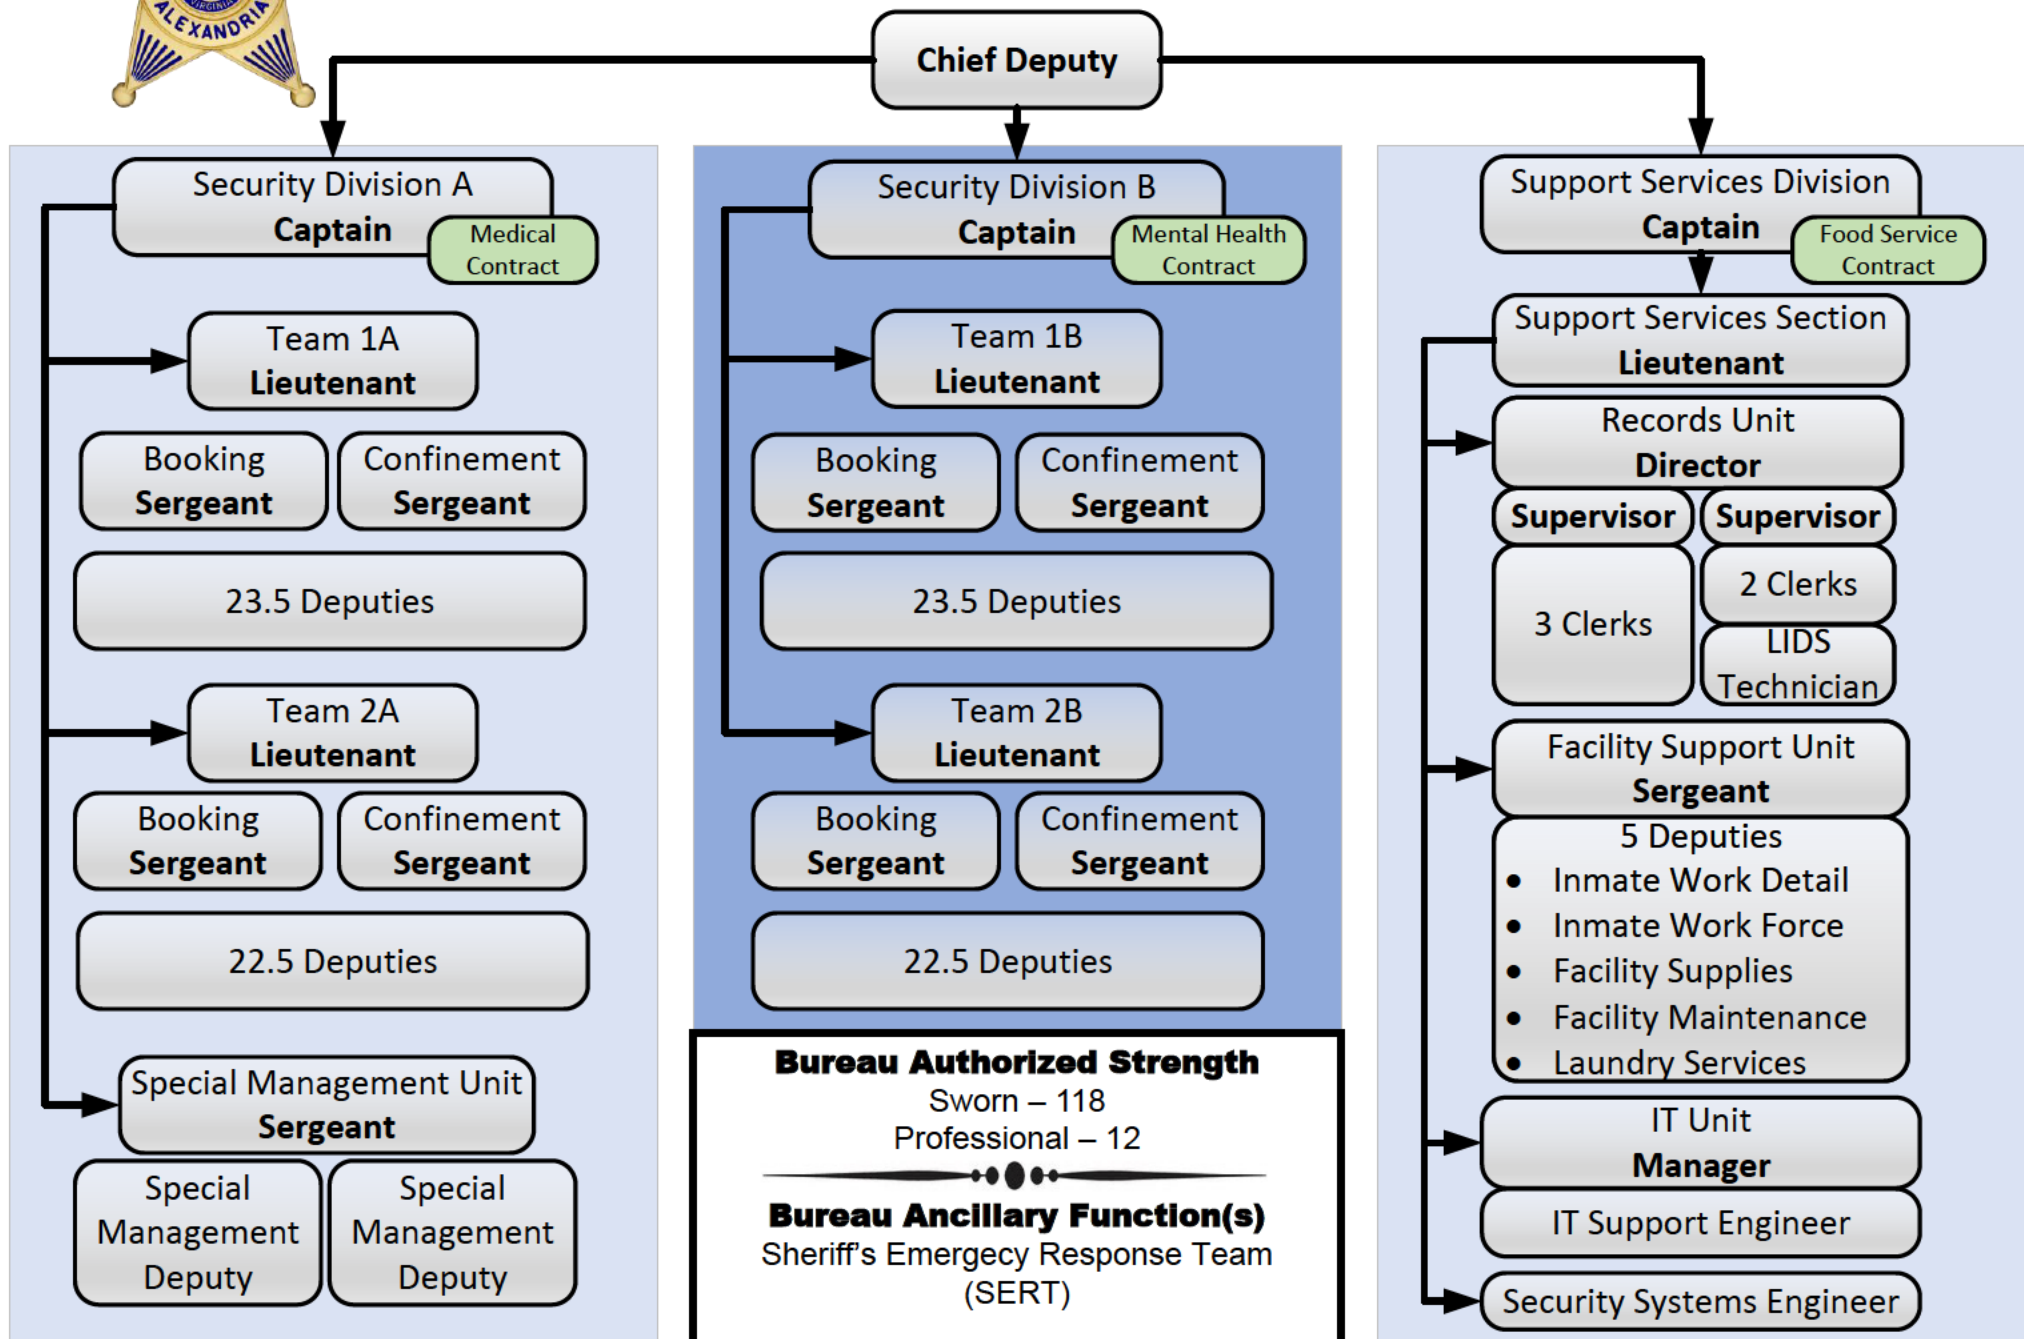 VIRGINIA
ALEXANDRIA
Chief Deputy
Security Division A
Captain
Medical
Contract
Team 1A
Lieutenant
Booking
Sergeant
Confinement
Sergeant
23.5 Deputies
Team 2A
Lieutenant
Booking
Sergeant
Confinement
Sergeant
22.5 Deputies
Special Management Unit
Sergeant
Special
Management
Deputy
Special
Management
Deputy
Security Division B
Captain
Mental Health
Contract
Team 1B
Lieutenant
Booking
Sergeant
Confinement
Sergeant
23.5 Deputies
Team 2B
Lieutenant
Booking
Sergeant
Confinement
Sergeant
22.5 Deputies
Bureau Authorized Strength
Sworn – 118
Professional – 12
Bureau Ancillary Function(s)
Sheriff’s Emergecy Response Team
(SERT)
Support Services Division
Captain
Food Service
Contract
Support Services Section
Lieutenant
Records Unit
Director
Supervisor
Supervisor
3 Clerks
2 Clerks
LIDS
Technician
Facility Support Unit
Sergeant
5 Deputies
• Inmate Work Detail
• Inmate Work Force
• Facility Supplies
• Facility Maintenance
• Laundry Services
IT Unit
Manager
IT Support Engineer
Security Systems Engineer